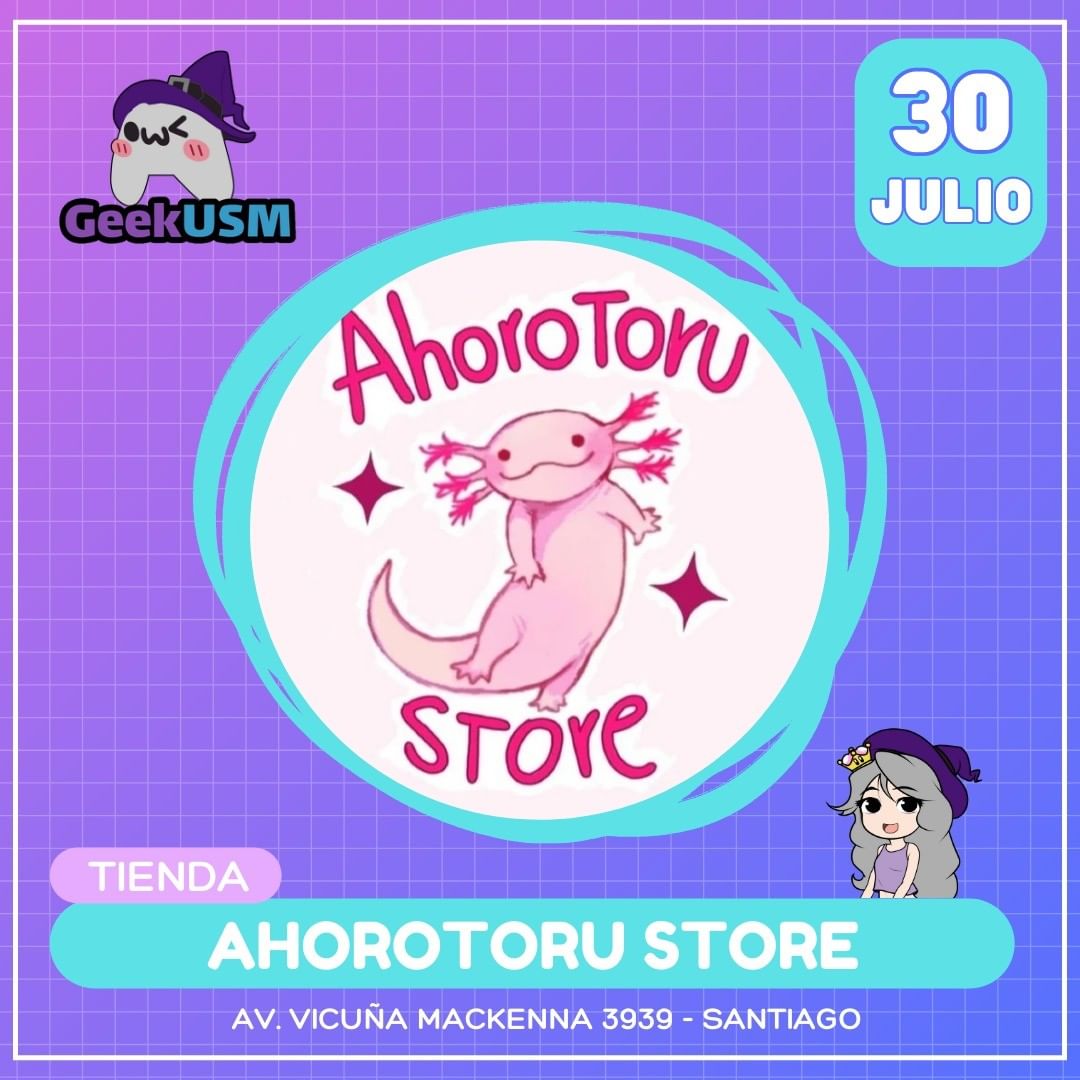 GeekUSM
30
JULIO
AhoroToru
Store
TIENDA
AHOROTORU STORE
AV. VICUÑA MACKENNA 3939 - SANTIAGO